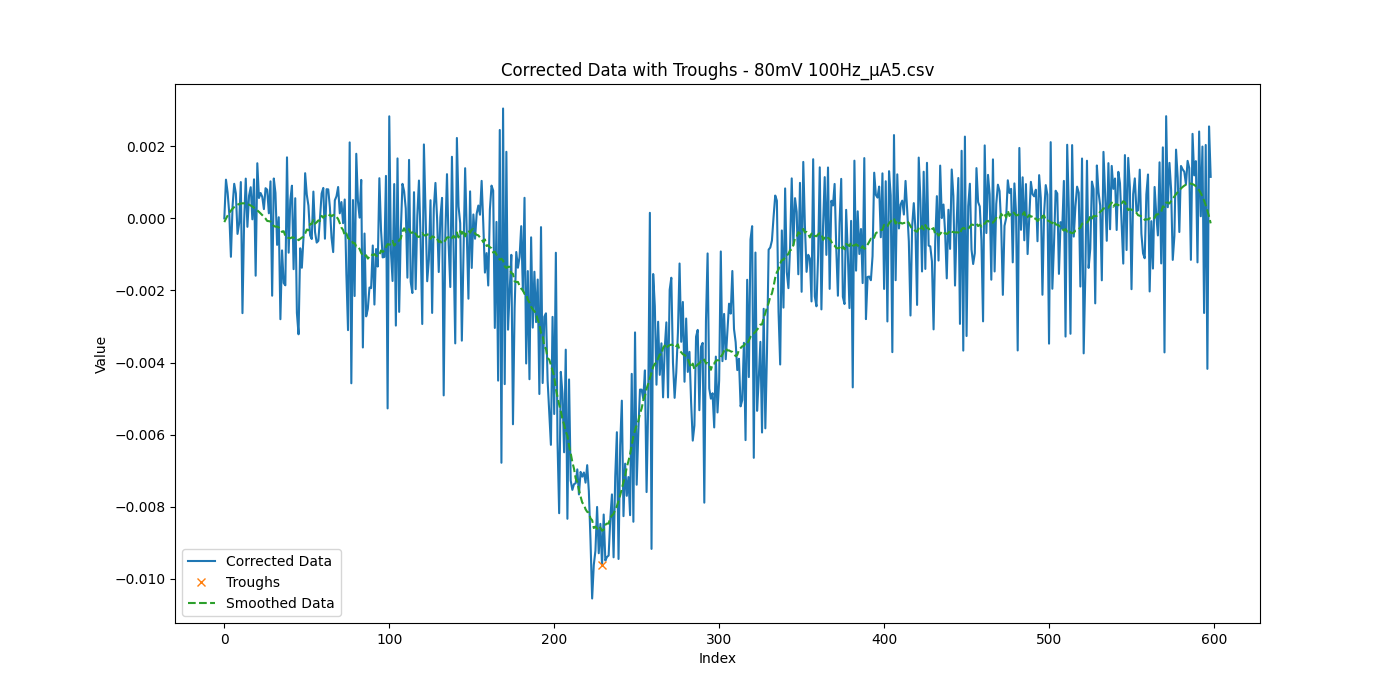 Corrected Data with Troughs - 80mV 100Hz_µA5.csv
0.002
0.000
−0.002
−0.004
−0.006
−0.008
−0.010
Value
Corrected Data
Troughs
Smoothed Data
0 100 200 300 400 500 600
Index